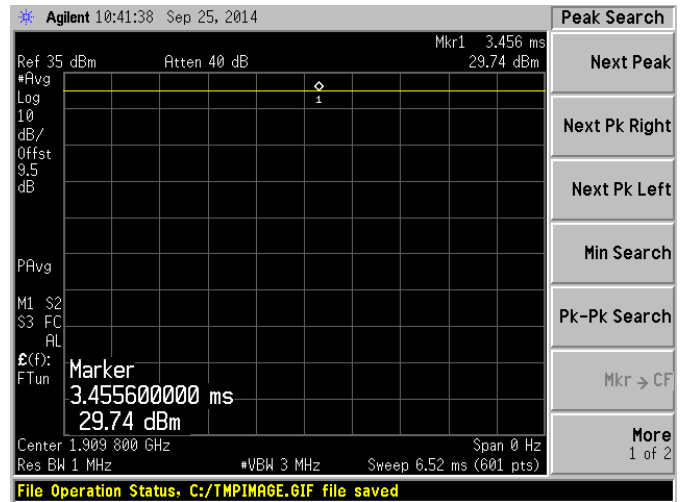 Agilent 10:41:38 Sep 25, 2014
Peak Search
Mkr1 3.456 ms
Ref 35 dBm Atten 40 dB 29.74 dBm
#Avg
Log
10
dB/
Offst
9.5
dB
1
PAvg
M1 S2
S3 FC
AL
£(f):
FTun
Marker
3.455600000 ms
29.74 dBm
Center 1.909 800 GHz Span 0 Hz
Res BW 1 MHz #VBW 3 MHz Sweep 6.52 ms (601 pts)
File Operation Status, C:/TMPIMAGE.GIF file saved
Next Peak
Next Pk Right
Next Pk Left
Min Search
Pk-Pk Search
Mkr → CF
More
1 of 2